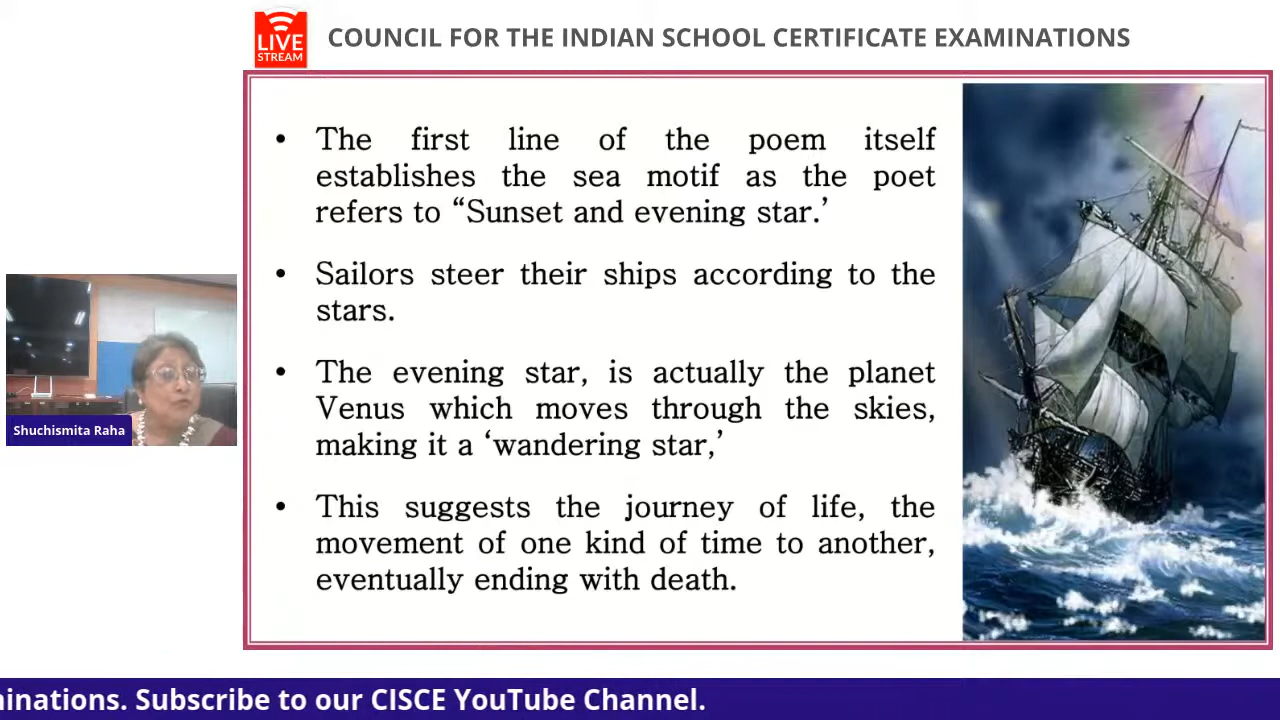 LIVE
STREAM
COUNCIL FOR THE INDIAN SCHOOL CERTIFICATE EXAMINATIONS
• The first line of the poem itself
establishes the sea motif as the poet
refers to “Sunset and evening star.’
• Sailors steer their ships according to the
stars.
• The evening star, is actually the planet
Venus which moves through the skies,
making it a ‘wandering star,’
• This suggests the journey of life, the
movement of one kind of time to another,
eventually ending with death.
Shuchismita Raha
inations. Subscribe to our CISCE YouTube Channel.